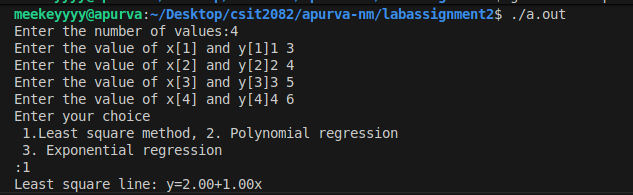 meekeyyyy@apurva:~/Desktop/csit2082/apurva-nm/labassignment2$ ./a.out
Enter the number of values:4
Enter the value of x[1] and y[1]1 3
Enter the value of x[2] and y[2]2 4
Enter the value of x[3] and y[3]3 5
Enter the value of x[4] and y[4]4 6
Enter your choice
 1.Least square method, 2. Polynomial regression
 3. Exponential regression
:1
Least square line: y=2.00+1.00x